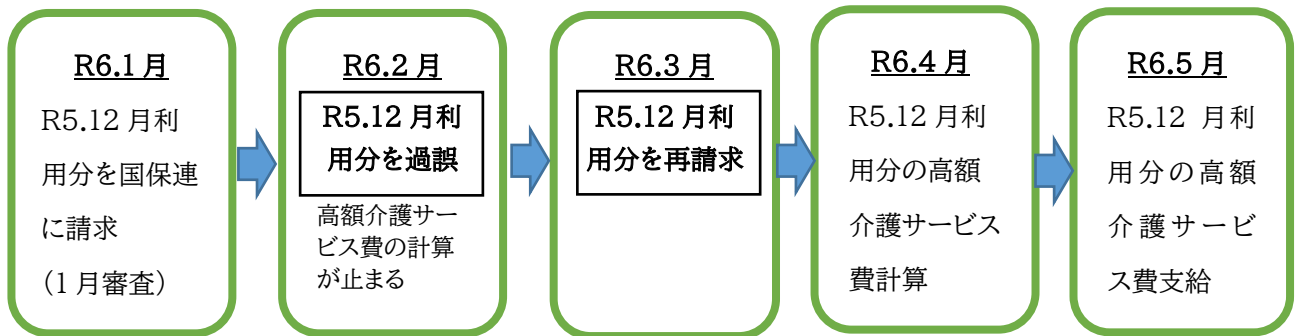 R6.1月
R5.12月利
用分を国保連
に請求
(1月審査)
R6.2月
R5.12月利
用分を過誤
高額介護サー
ビス費の計算
が止まる
R6.3月
R5.12月利
用分を再請求
R6.4月
R5.12月利
用分の高額
介護サービス
費計算
R6.5月
R5.12 月利
用分の高額
介護サービ
ス費支給